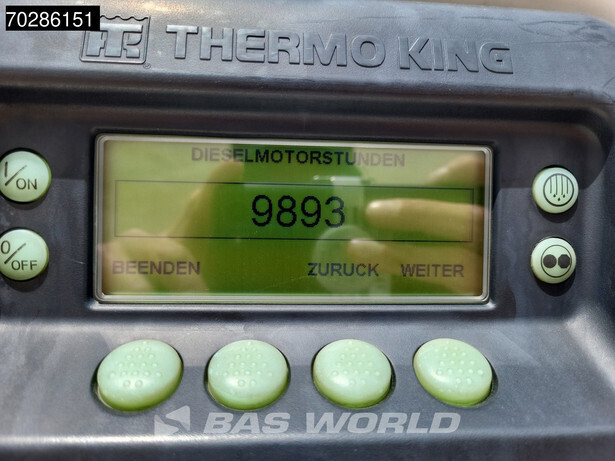 70286151
THERMO KING
DIESELMOTORSTUNDEN
9893
BEENDEN ZURUCK WEITER
I/ON
0/OFF
BAS WORLD